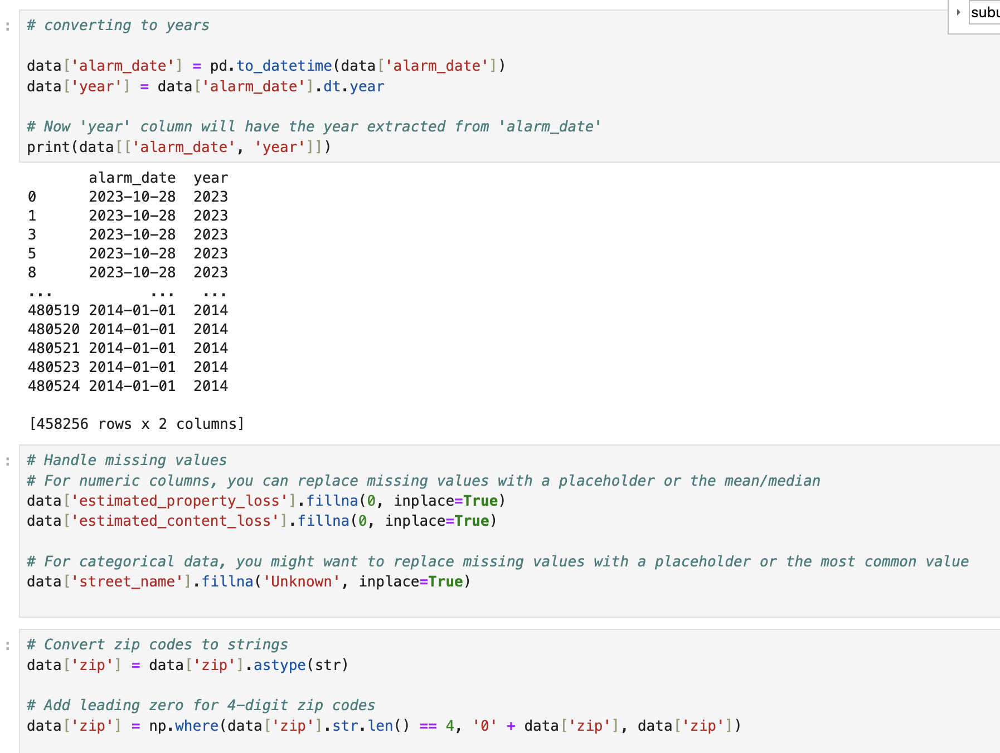 subu
:
# converting to years
data['alarm_date'] = pd.to_datetime(data['alarm_date'])
data['year'] = data['alarm_date'].dt.year
# Now 'year' column will have the year extracted from 'alarm_date'
print(data[['alarm_date', 'year']])
alarm_date year
0 2023-10-28 2023
1 2023-10-28 2023
3 2023-10-28 2023
5 2023-10-28 2023
8 2023-10-28 2023
... ... ...
480519 2014-01-01 2014
480520 2014-01-01 2014
480521 2014-01-01 2014
480523 2014-01-01 2014
480524 2014-01-01 2014
[458256 rows x 2 columns]
:
# Handle missing values
# For numeric columns, you can replace missing values with a placeholder or the mean/median
data['estimated_property_loss'].fillna(0, inplace=True)
data['estimated_content_loss'].fillna(0, inplace=True)
# For categorical data, you might want to replace missing values with a placeholder or the most common value
data['street_name'].fillna('Unknown', inplace=True)
:
# Convert zip codes to strings
data['zip'] = data['zip'].astype(str)
# Add leading zero for 4-digit zip codes
data['zip'] = np.where(data['zip'].str.len() == 4, '0' + data['zip'], data['zip'])